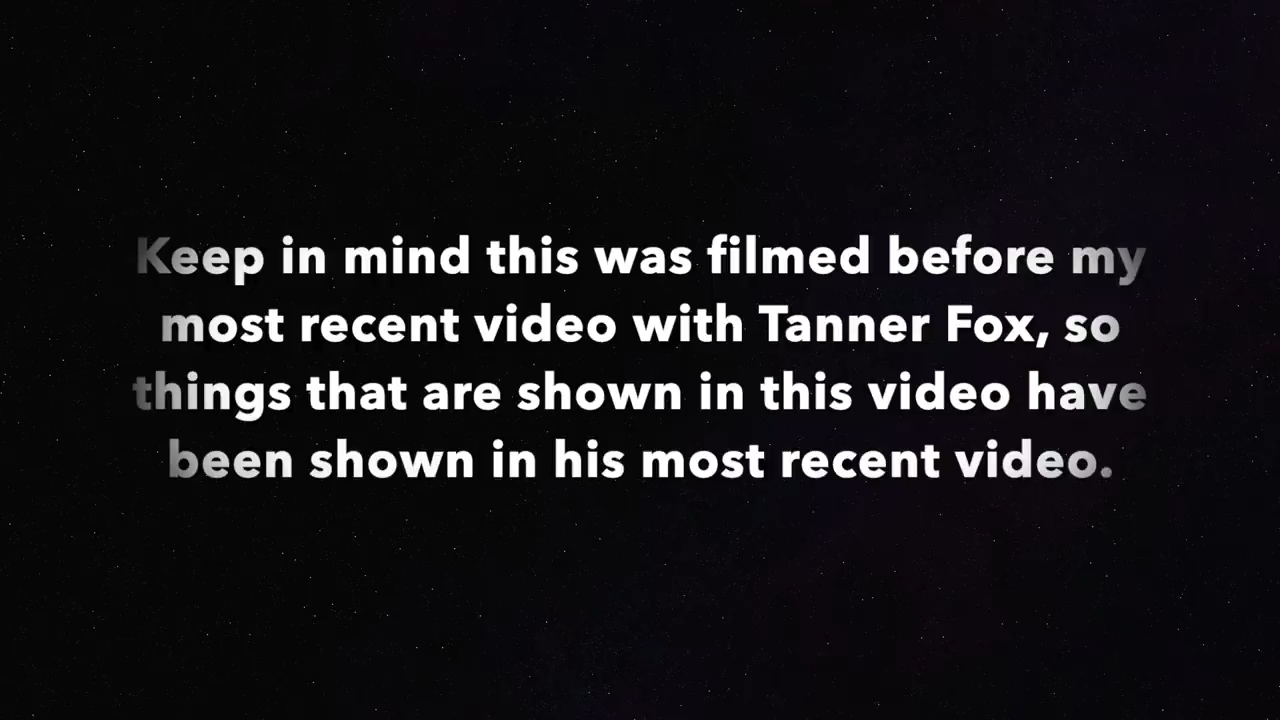 Keep in mind this was filmed before my
most recent video with Tanner Fox, so
things that are shown in this video have
been shown in his most recent video.